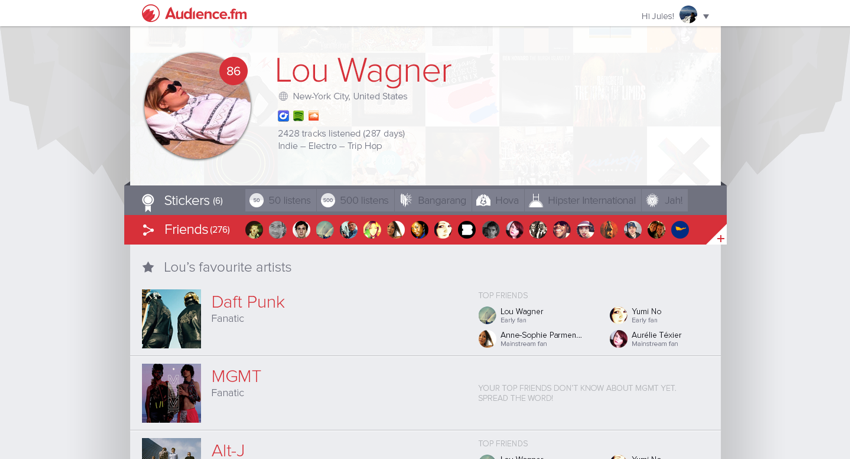 Audience.fm
Hi Jules!
86
Lou Wagner
New-York City, United States
2428 tracks listened (287 days)
Indie – Electro – Trip Hop
Stickers (6)
50 50 listens
500 500 listens
Bangarang
Hova
Hipster International
Jah!
Friends (276)
+
Lou's favourite artists
Daft Punk
Fanatic
TOP FRIENDS
Lou Wagner
Early fan
Yumi No
Early fan
Anne-Sophie Parmen...
Mainstream fan
Aurélie Téxier
Mainstream fan
MGMT
Fanatic
YOUR TOP FRIENDS DON'T KNOW ABOUT MGMT YET.
SPREAD THE WORD!
Alt-J
TOP FRIENDS
Lou Wagner
Yumi No